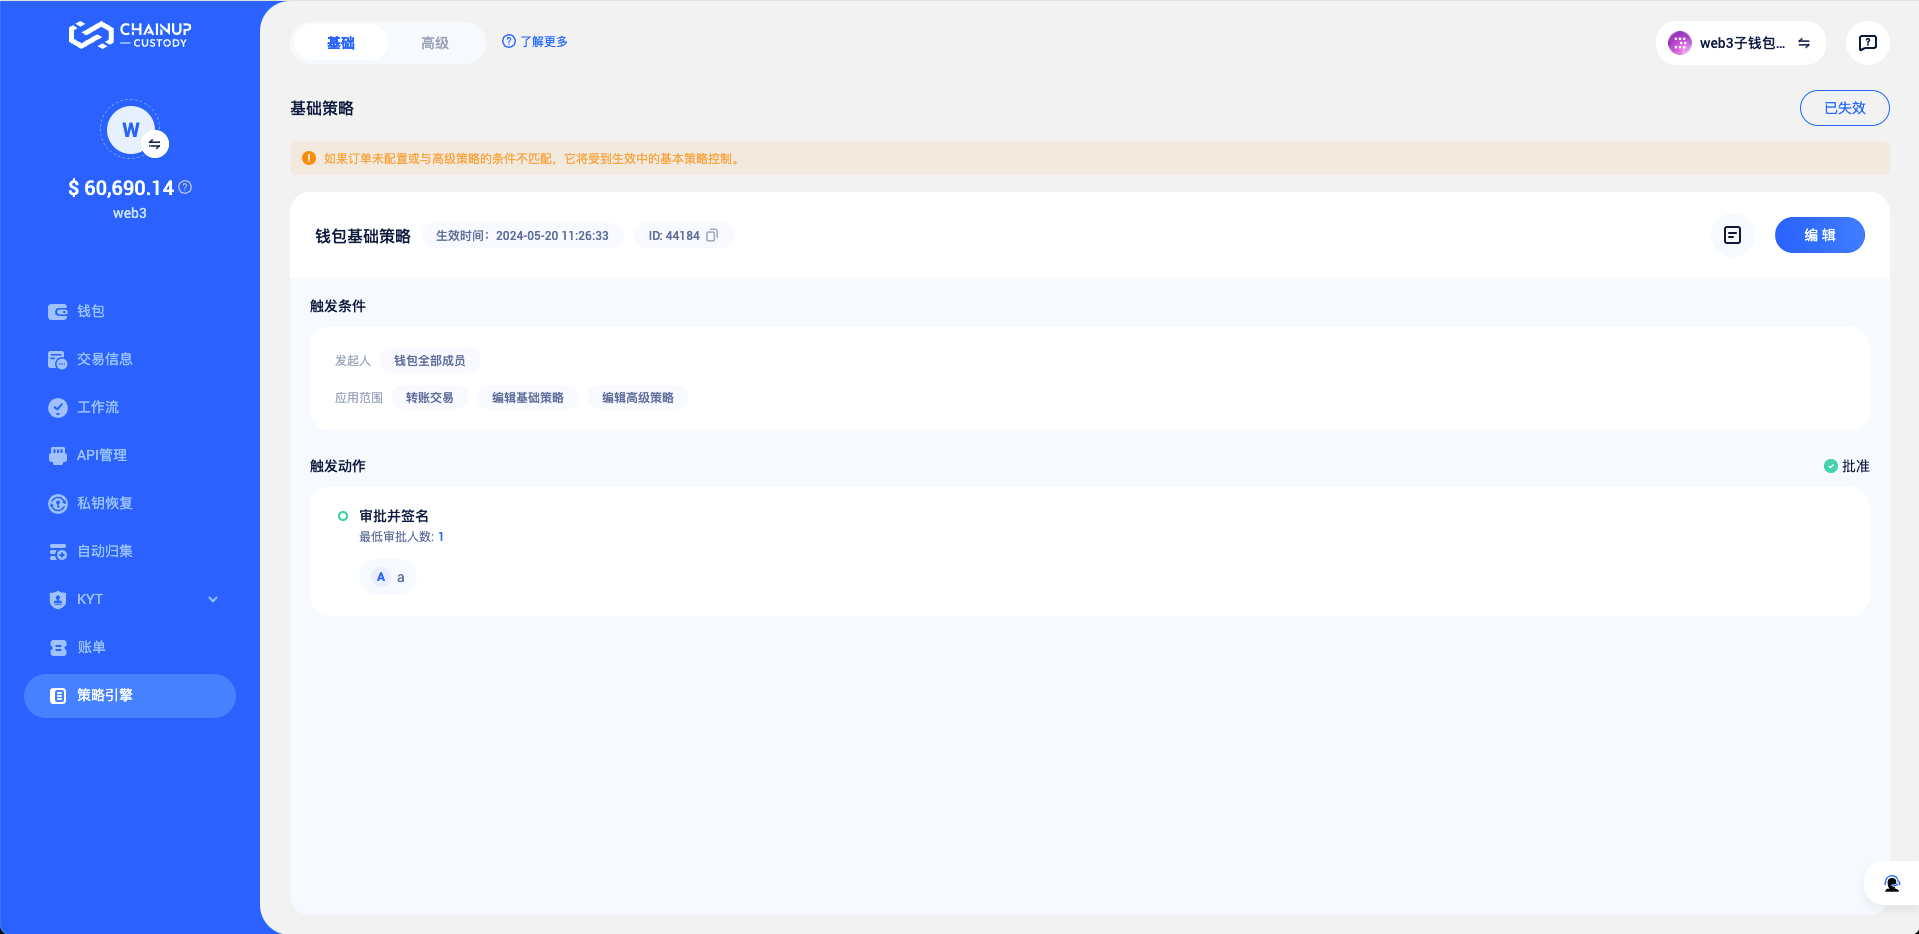 CHAINUP
CUSTODY
W
$ 60,690.14
web3
钱包
交易信息
工作流
API管理
私钥恢复
自动归集
KYT
账单
策略引擎
基础
高级
了解更多
web3子钱包...
基础策略
已失效
如果订单未配置或与高级策略的条件不匹配，它将受到生效中的基本策略控制。
钱包基础策略
生效时间：2024-05-20 11:26:33
ID: 44184
编 辑
触发条件
发起人 钱包全部成员
应用范围 转账交易 编辑基础策略 编辑高级策略
触发动作
批准
审批并签名
最低审批人数: 1
A a